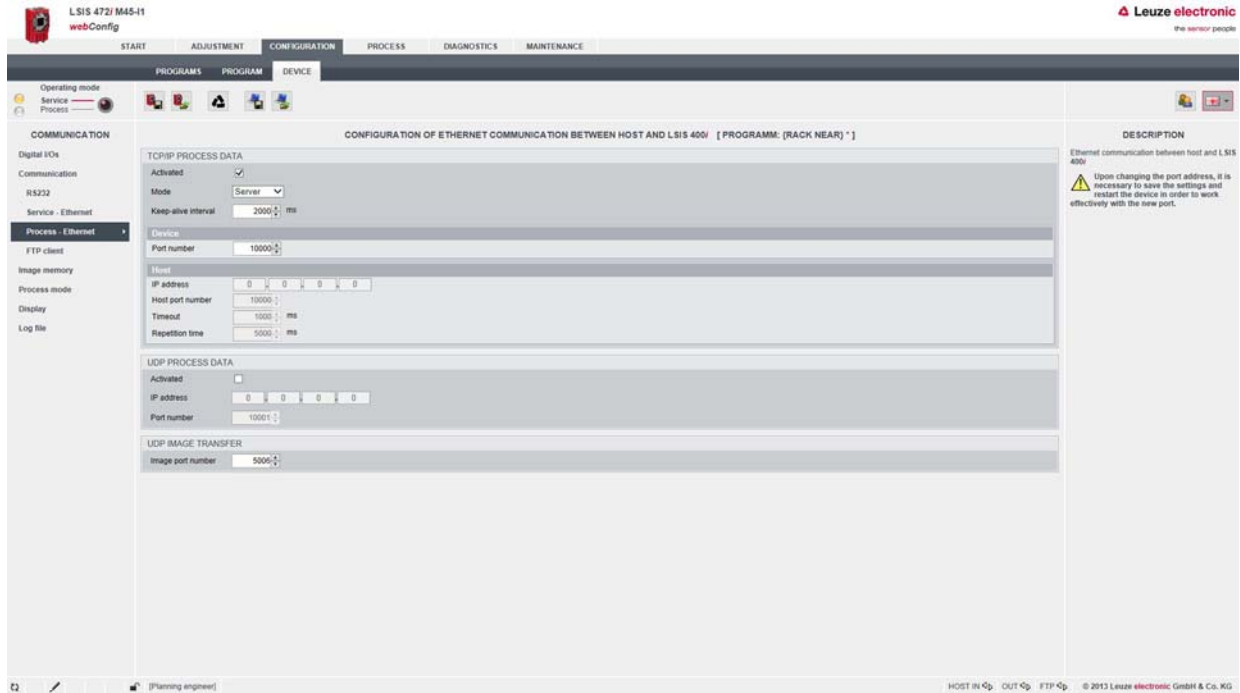 LSIS 472i M45-I1
webConfig
Leuze electronic
the sensor people
START ADJUSTMENT CONFIGURATION PROCESS DIAGNOSTICS MAINTENANCE
PROGRAMS PROGRAM DEVICE
Operating mode
Service
Process
COMMUNICATION
Digital I/Os
Communication
RS232
Service - Ethernet
Process - Ethernet
FTP client
Image memory
Process mode
Display
Log file
CONFIGURATION OF ETHERNET COMMUNICATION BETWEEN HOST AND LSIS 400i [ PROGRAMM: [RACK NEAR] * ]
TCP/IP PROCESS DATA
Activated
Mode Server
Keep-alive interval 2000 ms
Device
Port number 10000
Host
IP address 0 . 0 . 0 . 0
Host port number 10000
Timeout 1000 ms
Repetition time 5000 ms
UDP PROCESS DATA
Activated
IP address 0 . 0 . 0 . 0
Port number 10001
UDP IMAGE TRANSFER
Image port number 5006
DESCRIPTION
Ethernet communication between host and LSIS
400i
Upon changing the port address, it is
necessary to save the settings and
restart the device in order to work
effectively with the new port.
[Planning engineer]
HOST IN OUT FTP © 2013 Leuze electronic GmbH & Co. KG